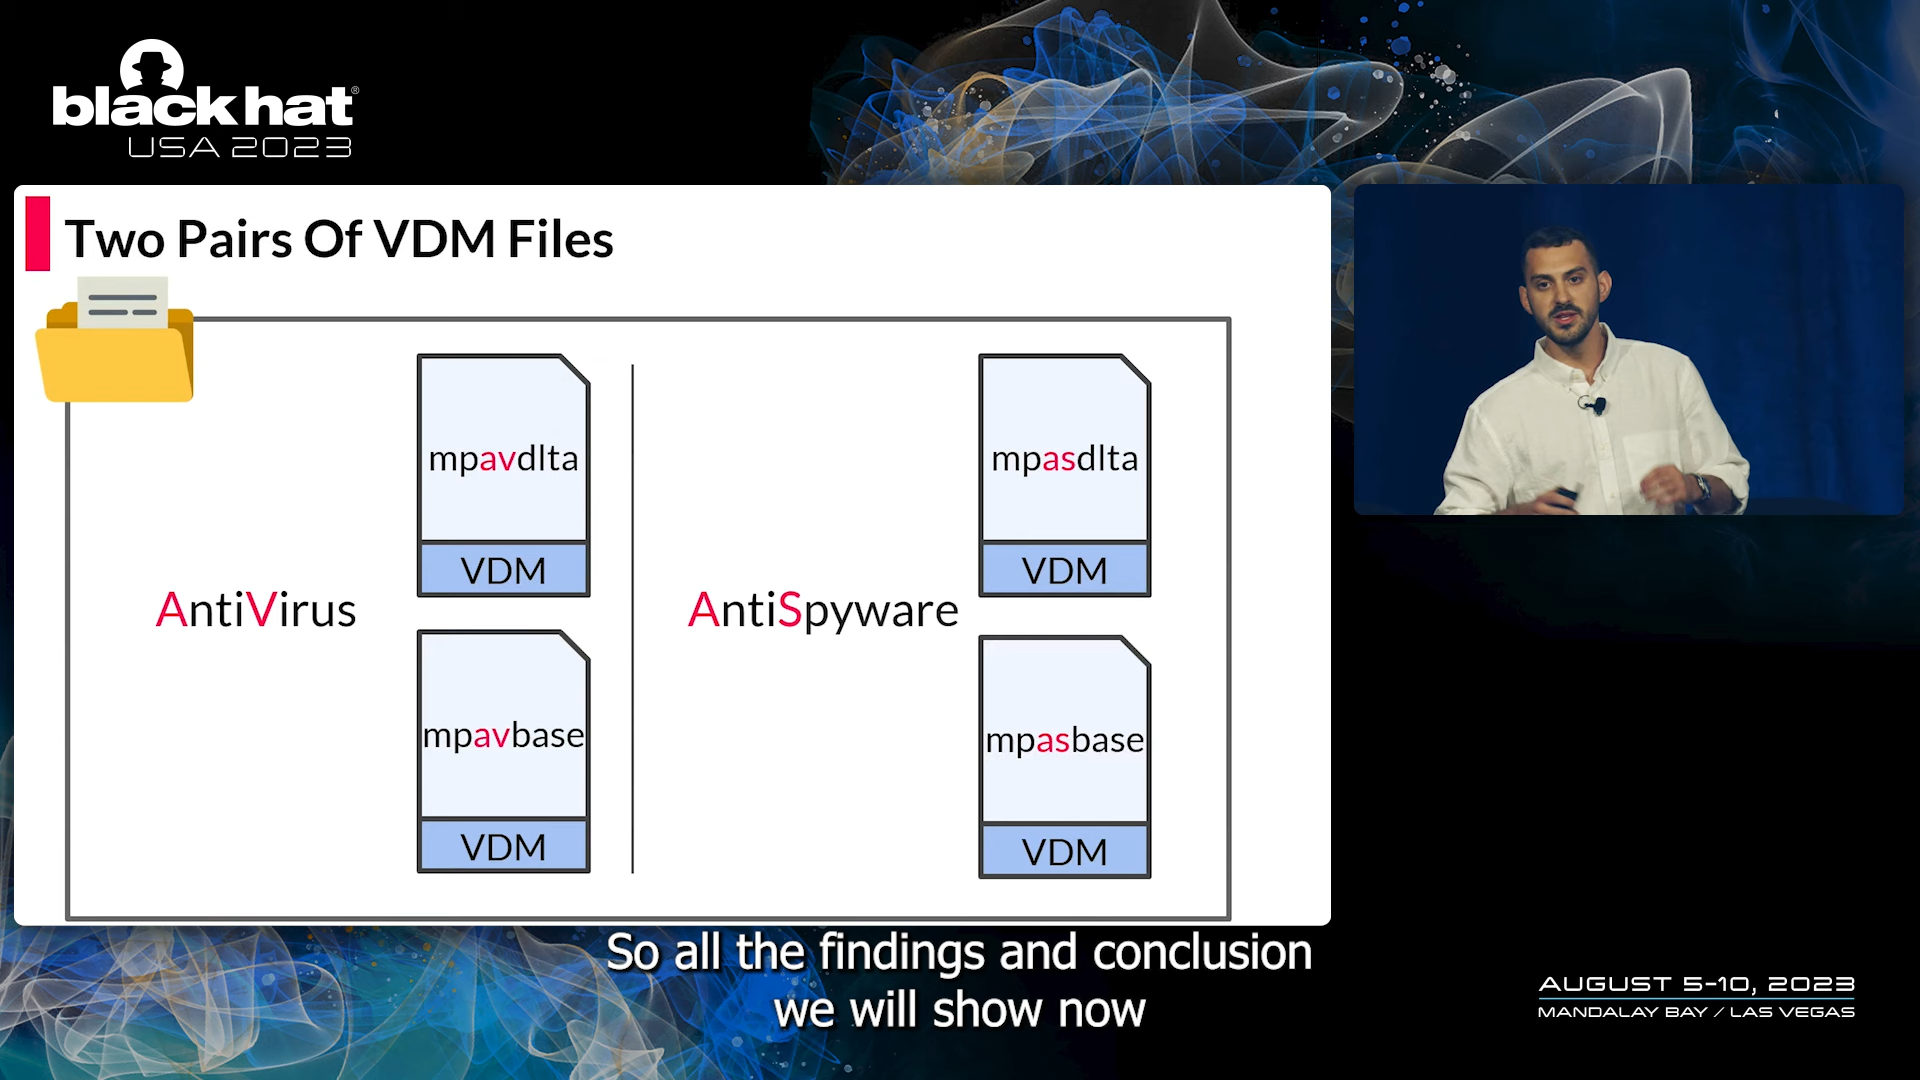 black hat®
USA 2023
Two Pairs Of VDM Files
AntiVirus
mpavdlta
VDM
mpavbase
VDM
AntiSpyware
mpasdlta
VDM
mpasbase
VDM
So all the findings and conclusion
we will show now
AUGUST 5-10, 2023
MANDALAY BAY / LAS VEGAS